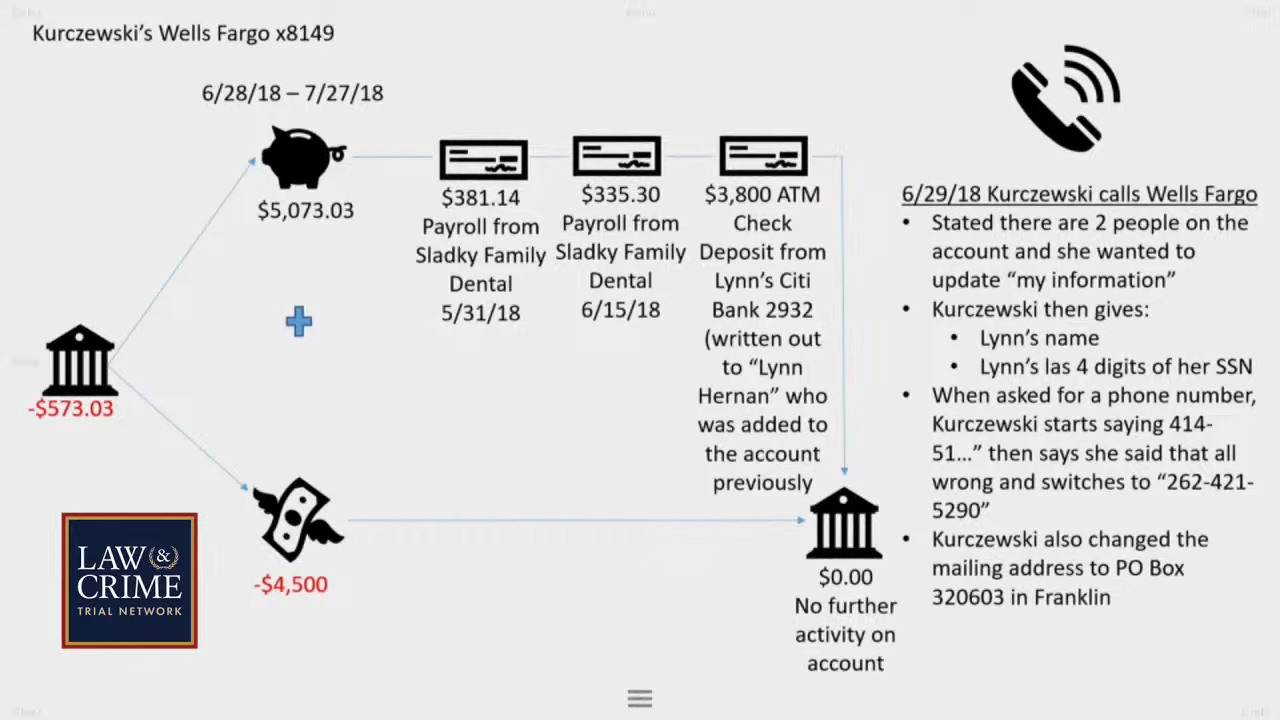 Kurczewski's Wells Fargo x8149
6/28/18 – 7/27/18
$5,073.03
-$573.03
-$4,500
$381.14
Payroll from
Sladky Family
Dental
5/31/18
$335.30
Payroll from
Sladky Family
Dental
6/15/18
$3,800 ATM
Check
Deposit from
Lynn's Citi
Bank 2932
(written out
to “Lynn
Hernan” who
was added to
the account
previously
$0.00
No further
activity on
account
6/29/18 Kurczewski calls Wells Fargo
• Stated there are 2 people on the
account and she wanted to
update “my information”
• Kurczewski then gives:
• Lynn's name
• Lynn's las 4 digits of her SSN
• When asked for a phone number,
Kurczewski starts saying 414-
51...” then says she said that all
wrong and switches to “262-421-
5290”
• Kurczewski also changed the
mailing address to PO Box
320603 in Franklin
LAW &
CRIME
TRIAL NETWORK